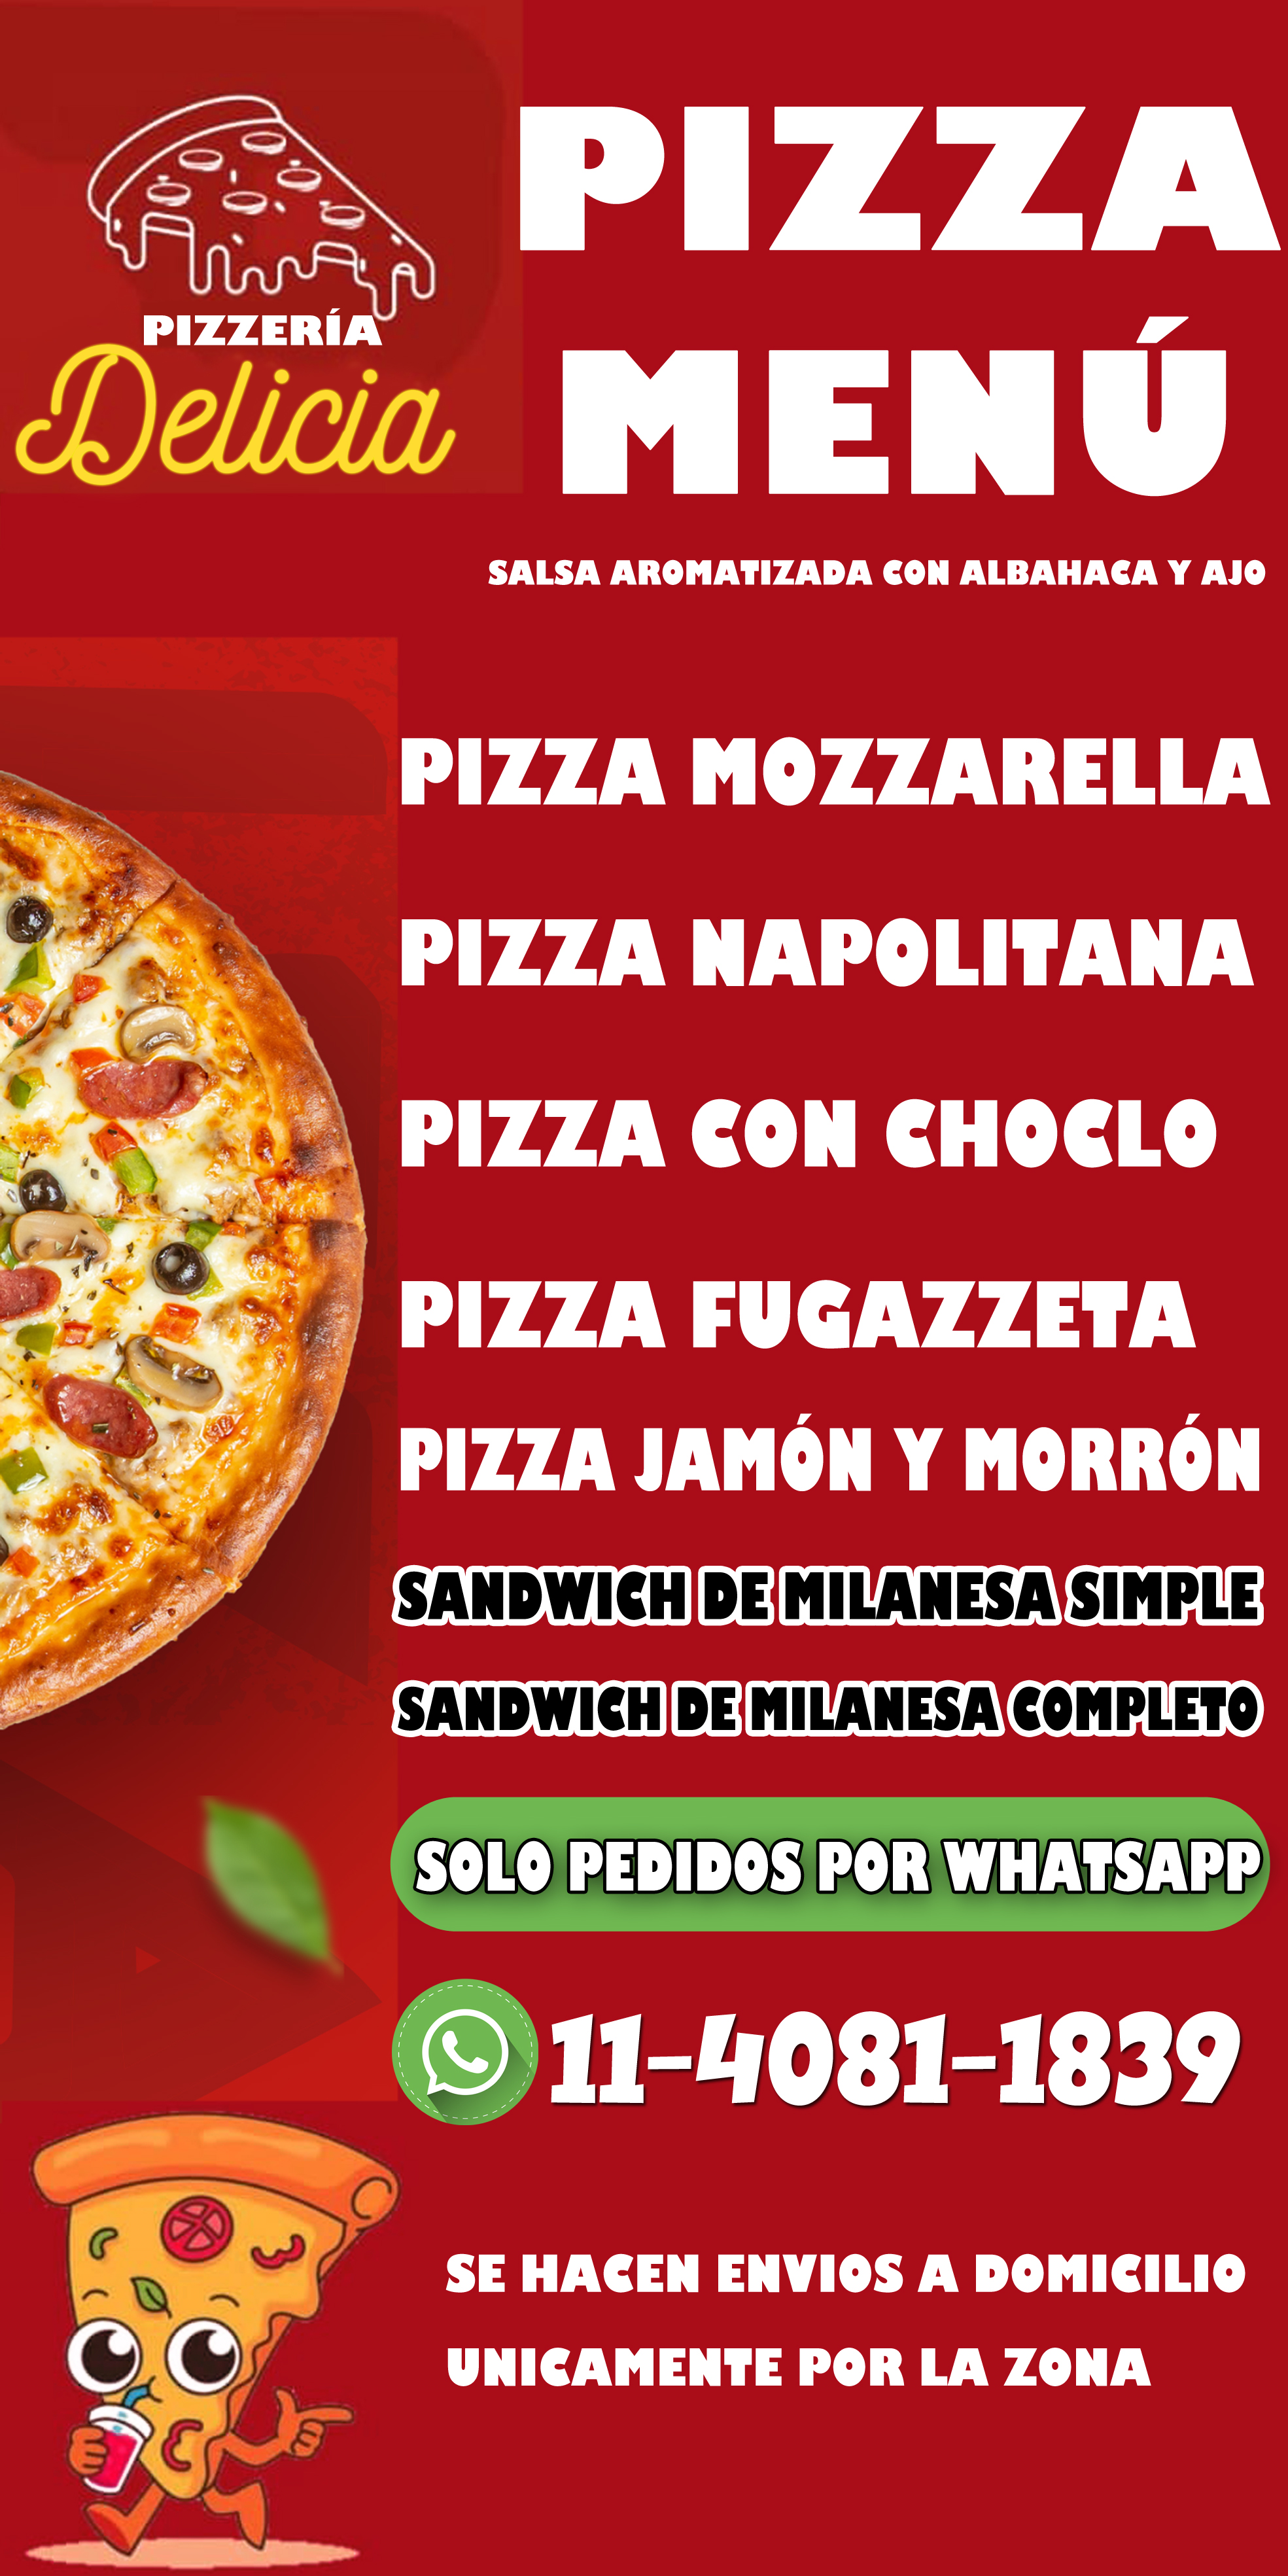 PIZZERÍA
Delicia
PIZZA
MENÚ
SALSA AROMATIZADA CON ALBAHACA Y AJO
PIZZA MOZZARELLA
PIZZA NAPOLITANA
PIZZA CON CHOCLO
PIZZA FUGAZZETA
PIZZA JAMÓN Y MORRÓN
SANDWICH DE MILANESA SIMPLE
SANDWICH DE MILANESA COMPLETO
SOLO PEDIDOS POR WHATSAPP
11-4081-1839
SE HACEN ENVIOS A DOMICILIO
UNICAMENTE POR LA ZONA